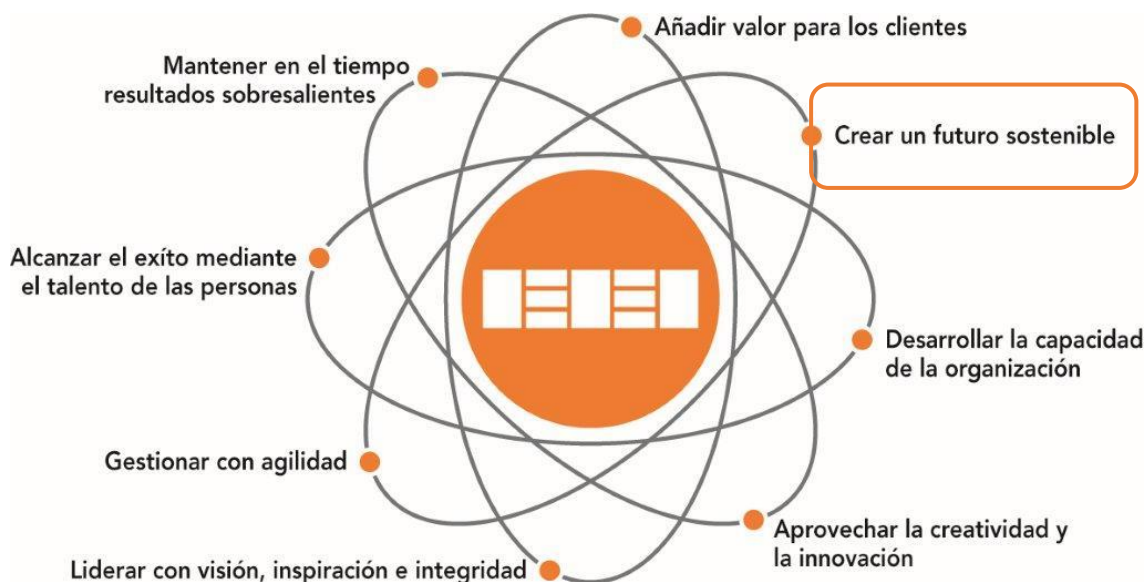 Añadir valor para los clientes
Mantener en el tiempo
resultados sobresalientes
Crear un futuro sostenible
Alcanzar el exíto mediante
el talento de las personas
Desarrollar la capacidad
de la organización
Gestionar con agilidad
Aprovechar la creatividad y
la innovación
Liderar con visión, inspiración e integridad